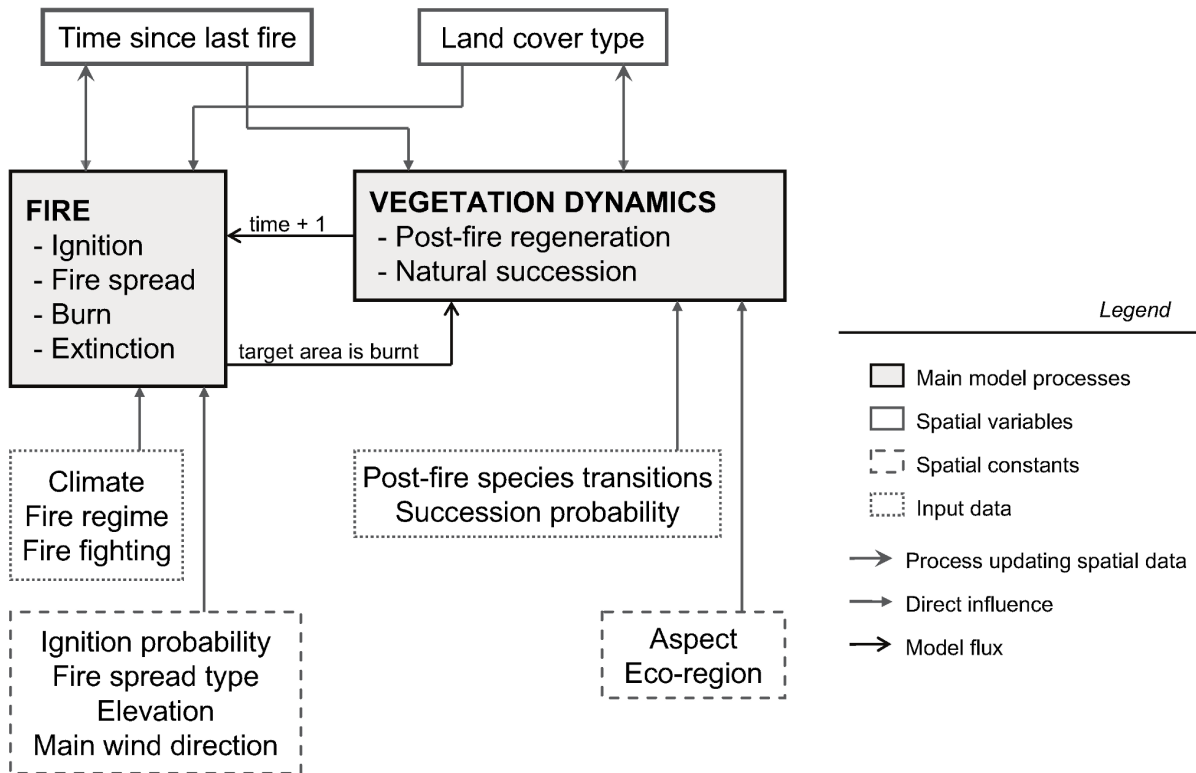 Time since last fire
Land cover type
FIRE
- Ignition
- Fire spread
- Burn
- Extinction
time + 1
target area is burnt
VEGETATION DYNAMICS
- Post-fire regeneration
- Natural succession
Climate
Fire regime
Fire fighting
Post-fire species transitions
Succession probability
Ignition probability
Fire spread type
Elevation
Main wind direction
Aspect
Eco-region
Legend
Main model processes
Spatial variables
Spatial constants
Input data
Process updating spatial data
Direct influence
Model flux